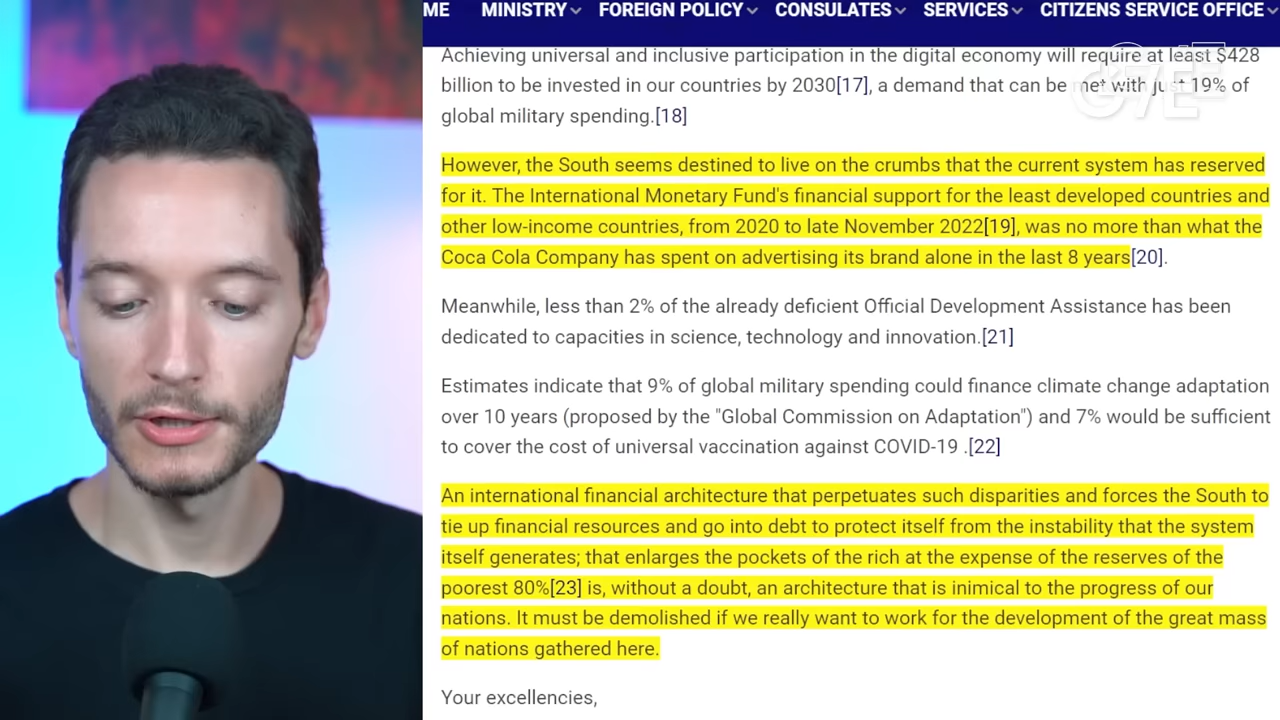 ME MINISTRY FOREIGN POLICY CONSULATES SERVICES CITIZENS SERVICE OFFICE
Achieving universal and inclusive participation in the digital economy will require at least $428
billion to be invested in our countries by 2030[17], a demand that can be met with just 19% of
global military spending.[18]
However, the South seems destined to live on the crumbs that the current system has reserved
for it. The International Monetary Fund's financial support for the least developed countries and
other low-income countries, from 2020 to late November 2022[19], was no more than what the
Coca Cola Company has spent on advertising its brand alone in the last 8 years[20].
Meanwhile, less than 2% of the already deficient Official Development Assistance has been
dedicated to capacities in science, technology and innovation.[21]
Estimates indicate that 9% of global military spending could finance climate change adaptation
over 10 years (proposed by the "Global Commission on Adaptation") and 7% would be sufficient
to cover the cost of universal vaccination against COVID-19 .[22]
An international financial architecture that perpetuates such disparities and forces the South to
tie up financial resources and go into debt to protect itself from the instability that the system
itself generates; that enlarges the pockets of the rich at the expense of the reserves of the
poorest 80%[23] is, without a doubt, an architecture that is inimical to the progress of our
nations. It must be demolished if we really want to work for the development of the great mass
of nations gathered here.
Your excellencies,